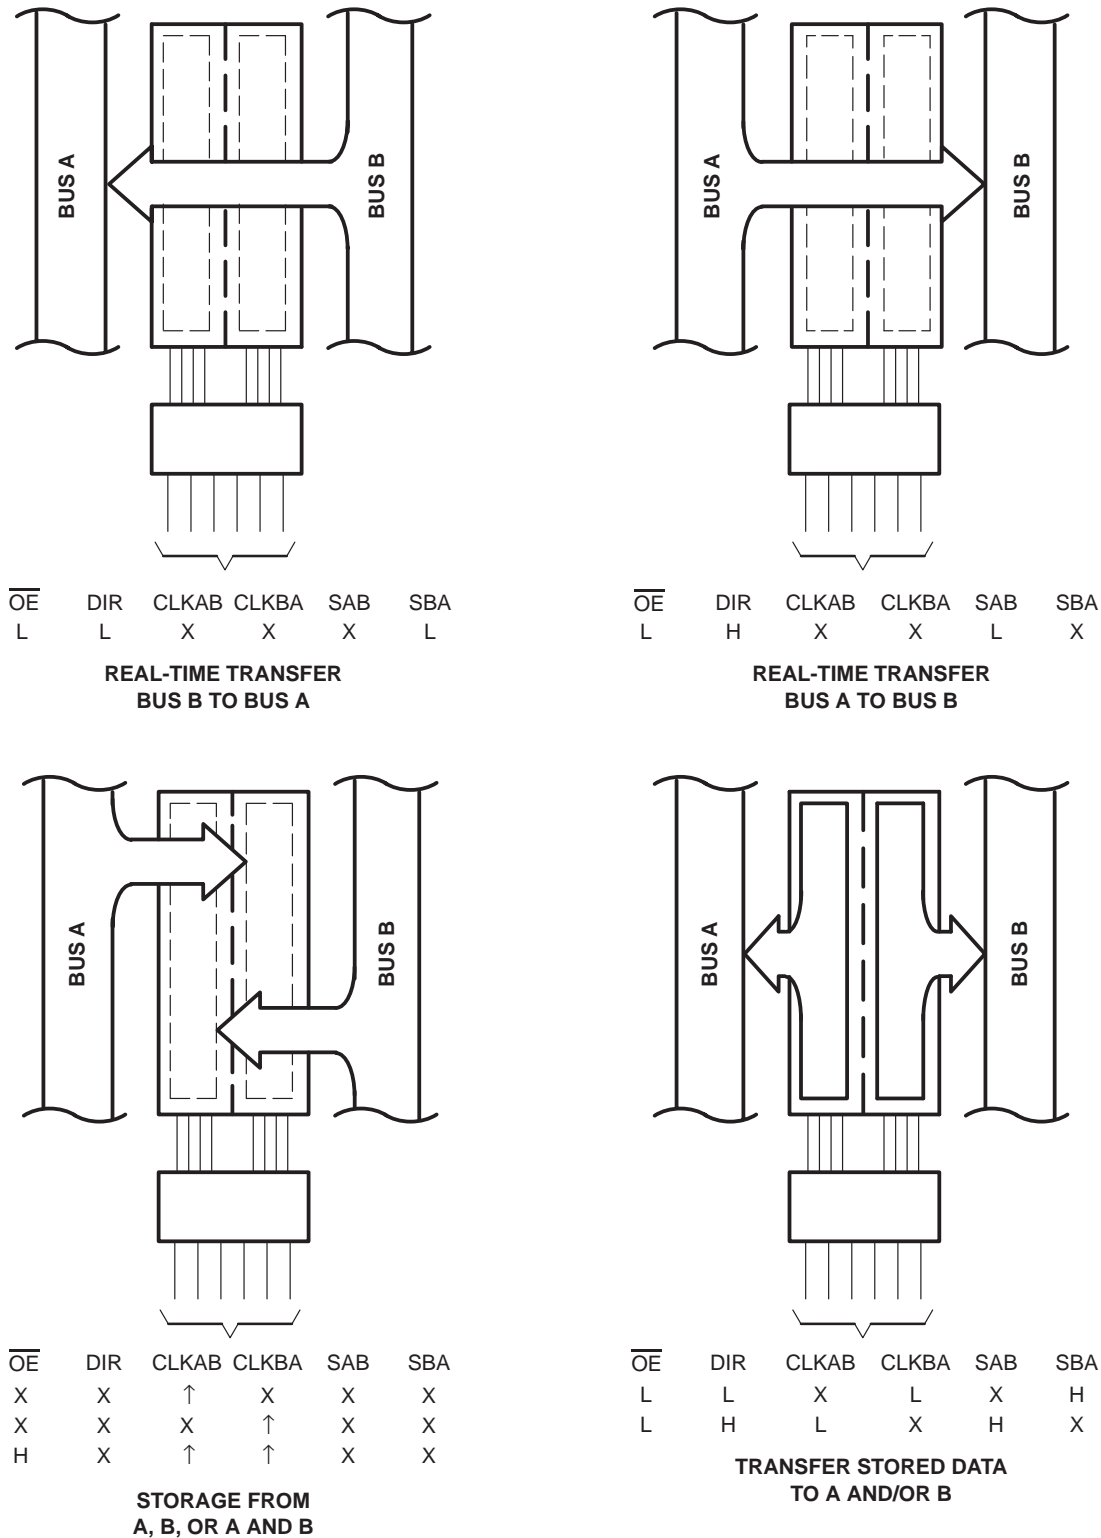 BUS A
BUS B
OE DIR CLKAB CLKBA SAB SBA
L L X X X L
REAL-TIME TRANSFER
BUS B TO BUS A
BUS A
BUS B
OE DIR CLKAB CLKBA SAB SBA
L H X X L X
REAL-TIME TRANSFER
BUS A TO BUS B
BUS A
BUS B
OE DIR CLKAB CLKBA SAB SBA
X X ↑ X X X
X X X ↑ X X
H X ↑ ↑ X X
STORAGE FROM
A, B, OR A AND B
BUS A
BUS B
OE DIR CLKAB CLKBA SAB SBA
L L X L X H
L H L X H X
TRANSFER STORED DATA
TO A AND/OR B